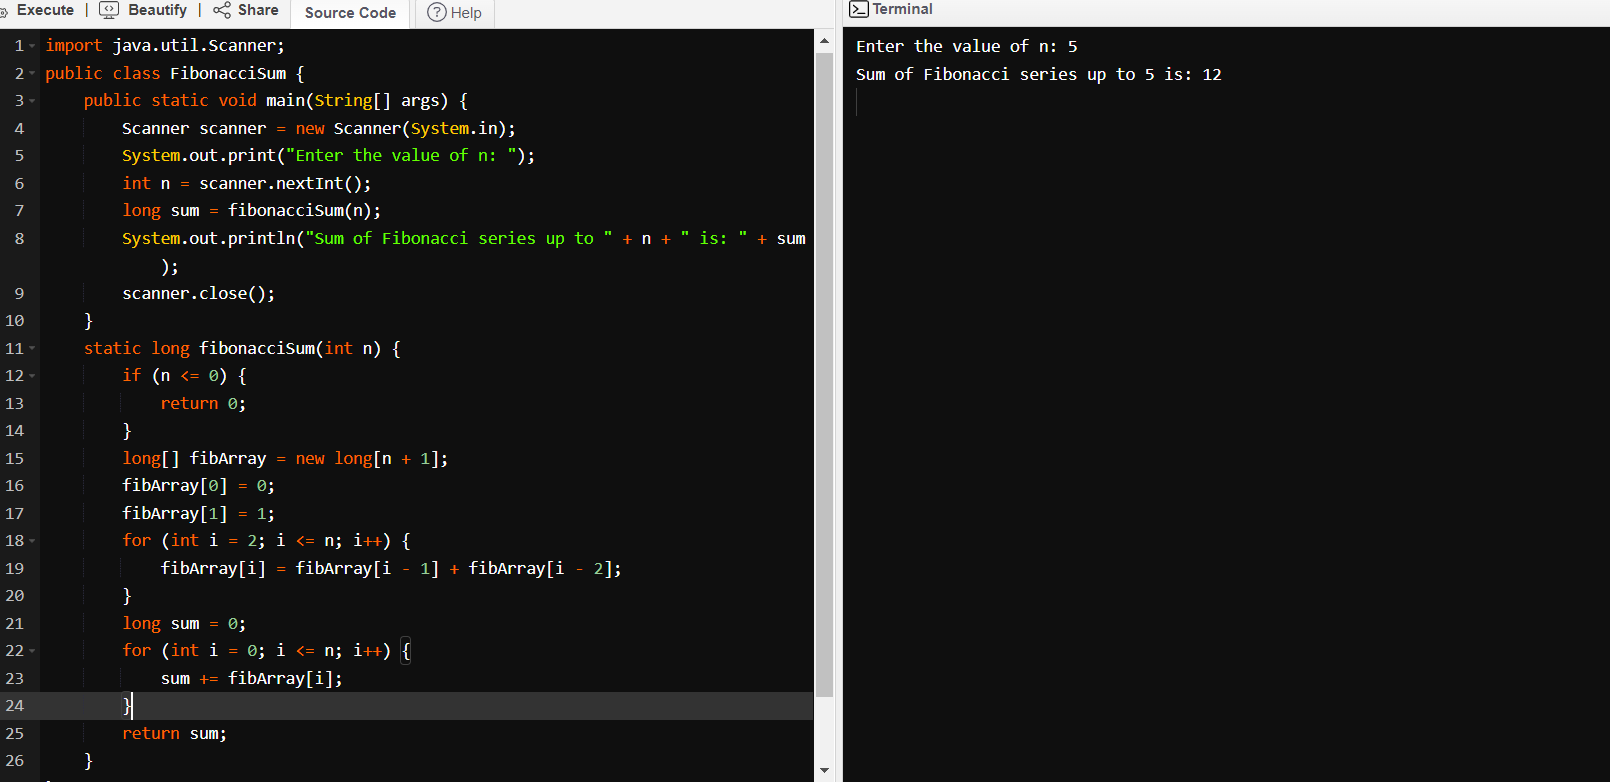 Execute | Beautify | Share Source Code Help
1 import java.util.Scanner;
2 public class FibonacciSum {
3 public static void main(String[] args) {
4 Scanner scanner = new Scanner(System.in);
5 System.out.print("Enter the value of n: ");
6 int n = scanner.nextInt();
7 long sum = fibonacciSum(n);
8 System.out.println("Sum of Fibonacci series up to " + n + " is: " + sum
);
9 scanner.close();
10 }
11 static long fibonacciSum(int n) {
12 if (n <= 0) {
13 return 0;
14 }
15 long[] fibArray = new long[n + 1];
16 fibArray[0] = 0;
17 fibArray[1] = 1;
18 for (int i = 2; i <= n; i++) {
19 fibArray[i] = fibArray[i - 1] + fibArray[i - 2];
20 }
21 long sum = 0;
22 for (int i = 0; i <= n; i++) {
23 sum += fibArray[i];
24 }
25 return sum;
26 }
Terminal
Enter the value of n: 5
Sum of Fibonacci series up to 5 is: 12